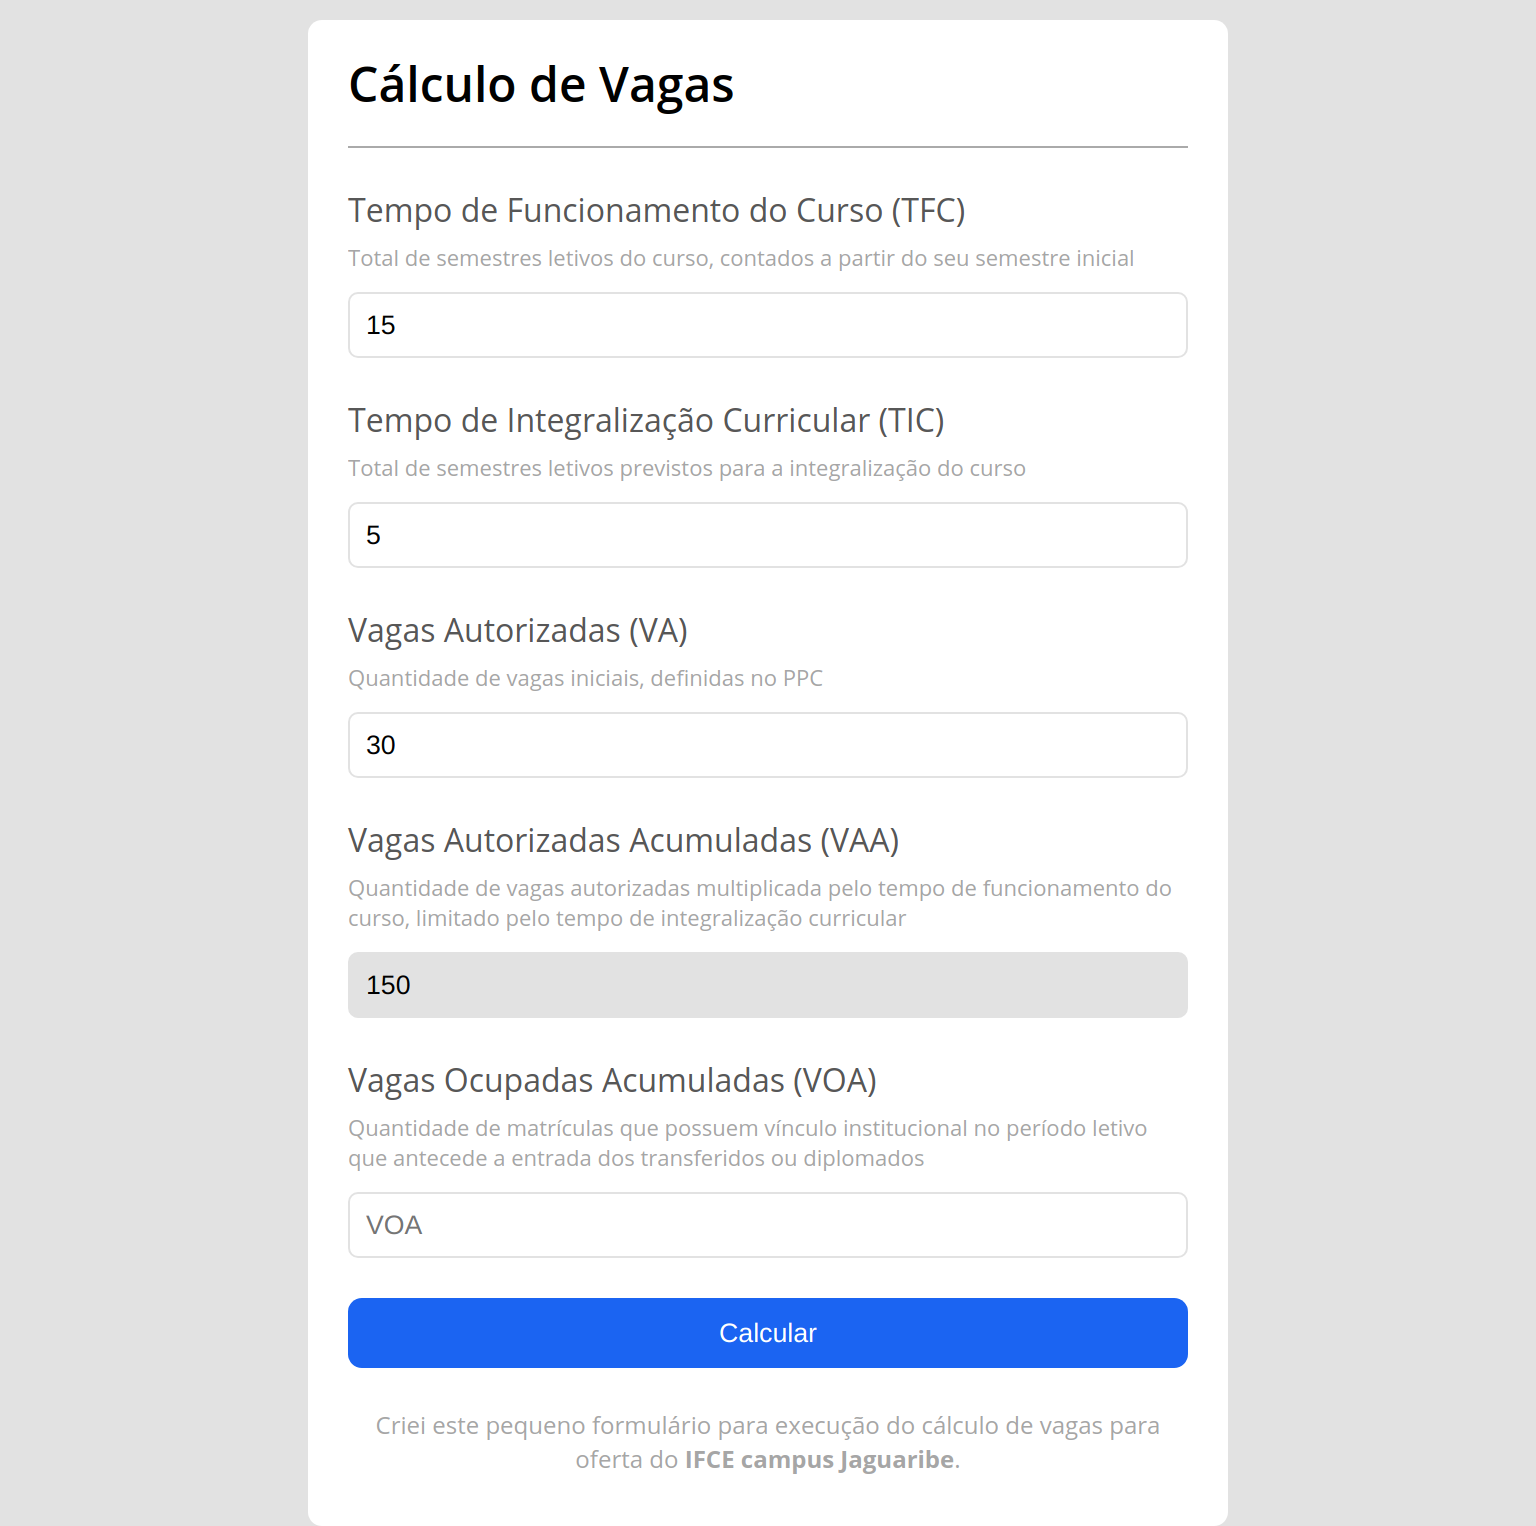 Cálculo de Vagas
Tempo de Funcionamento do Curso (TFC)
Total de semestres letivos do curso, contados a partir do seu semestre inicial
15
Tempo de Integralização Curricular (TIC)
Total de semestres letivos previstos para a integralização do curso
5
Vagas Autorizadas (VA)
Quantidade de vagas iniciais, definidas no PPC
30
Vagas Autorizadas Acumuladas (VAA)
Quantidade de vagas autorizadas multiplicada pelo tempo de funcionamento do
curso, limitado pelo tempo de integralização curricular
150
Vagas Ocupadas Acumuladas (VOA)
Quantidade de matrículas que possuem vínculo institucional no período letivo
que antecede a entrada dos transferidos ou diplomados
VOA
Calcular
Criei este pequeno formulário para execução do cálculo de vagas para
oferta do IFCE campus Jaguaribe.